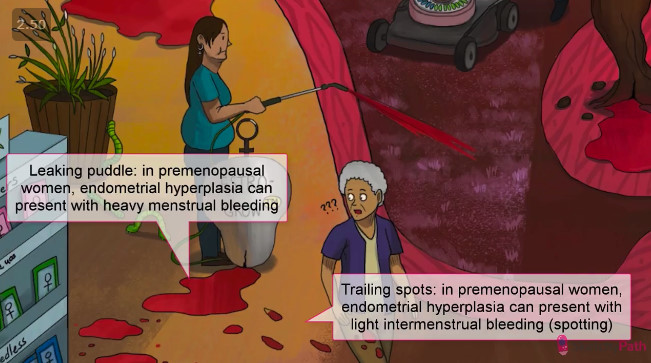 2.50
Leaking puddle: in premenopausal
women, endometrial hyperplasia can
present with heavy menstrual bleeding
GROW
???
Trailing spots: in premenopausal women,
endometrial hyperplasia can present with
light intermenstrual bleeding (spotting)
Path